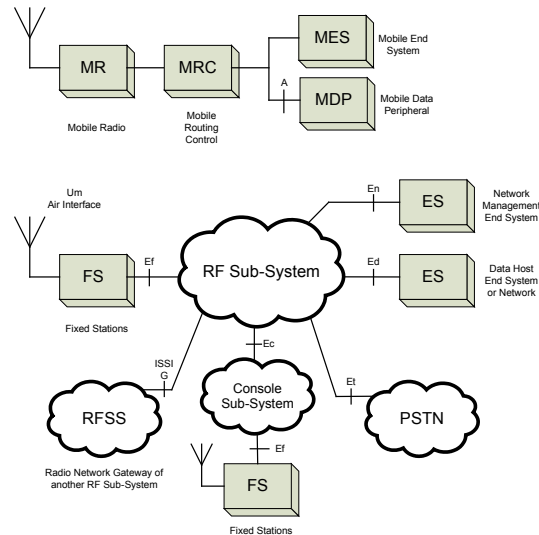 MR
MRC
MES
Mobile End
System
A
MDP
Mobile Data
Peripheral
Mobile Radio
Mobile
Routing
Control
Um
Air Interface
En
ES
Network
Management
End System
FS
Ef
RF Sub-System
Ed
ES
Data Host
End System
or Network
Fixed Stations
ISSI
G
Ec
Et
RFSS
Console
Sub-System
PSTN
Radio Network Gateway of
another RF Sub-System
Ef
FS
Fixed Stations